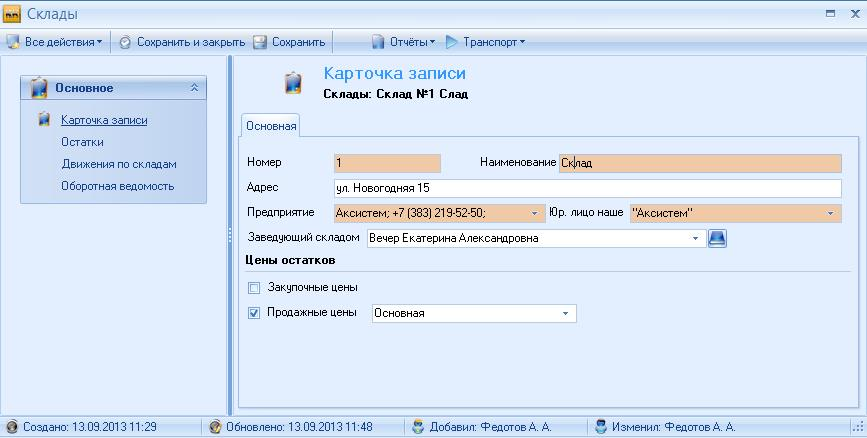 Склады
Все действия Сохранить и закрыть Сохранить Отчёты Транспорт
Основное
Карточка записи
Остатки
Движения по складам
Оборотная ведомость
Карточка записи
Склады: Склад №1 Слад
Основная
Номер 1 Наименование Склад
Адрес ул. Новогодняя 15
Предприятие Аксистем; +7 (383) 219-52-50; Юр. лицо наше "Аксистем"
Заведующий складом Вечер Екатерина Александровна
Цены остатков
Закупочные цены
Продажные цены Основная
Создано: 13.09.2013 11:29 Обновлено: 13.09.2013 11:48 Добавил: Федотов А. А. Изменил: Федотов А. А.